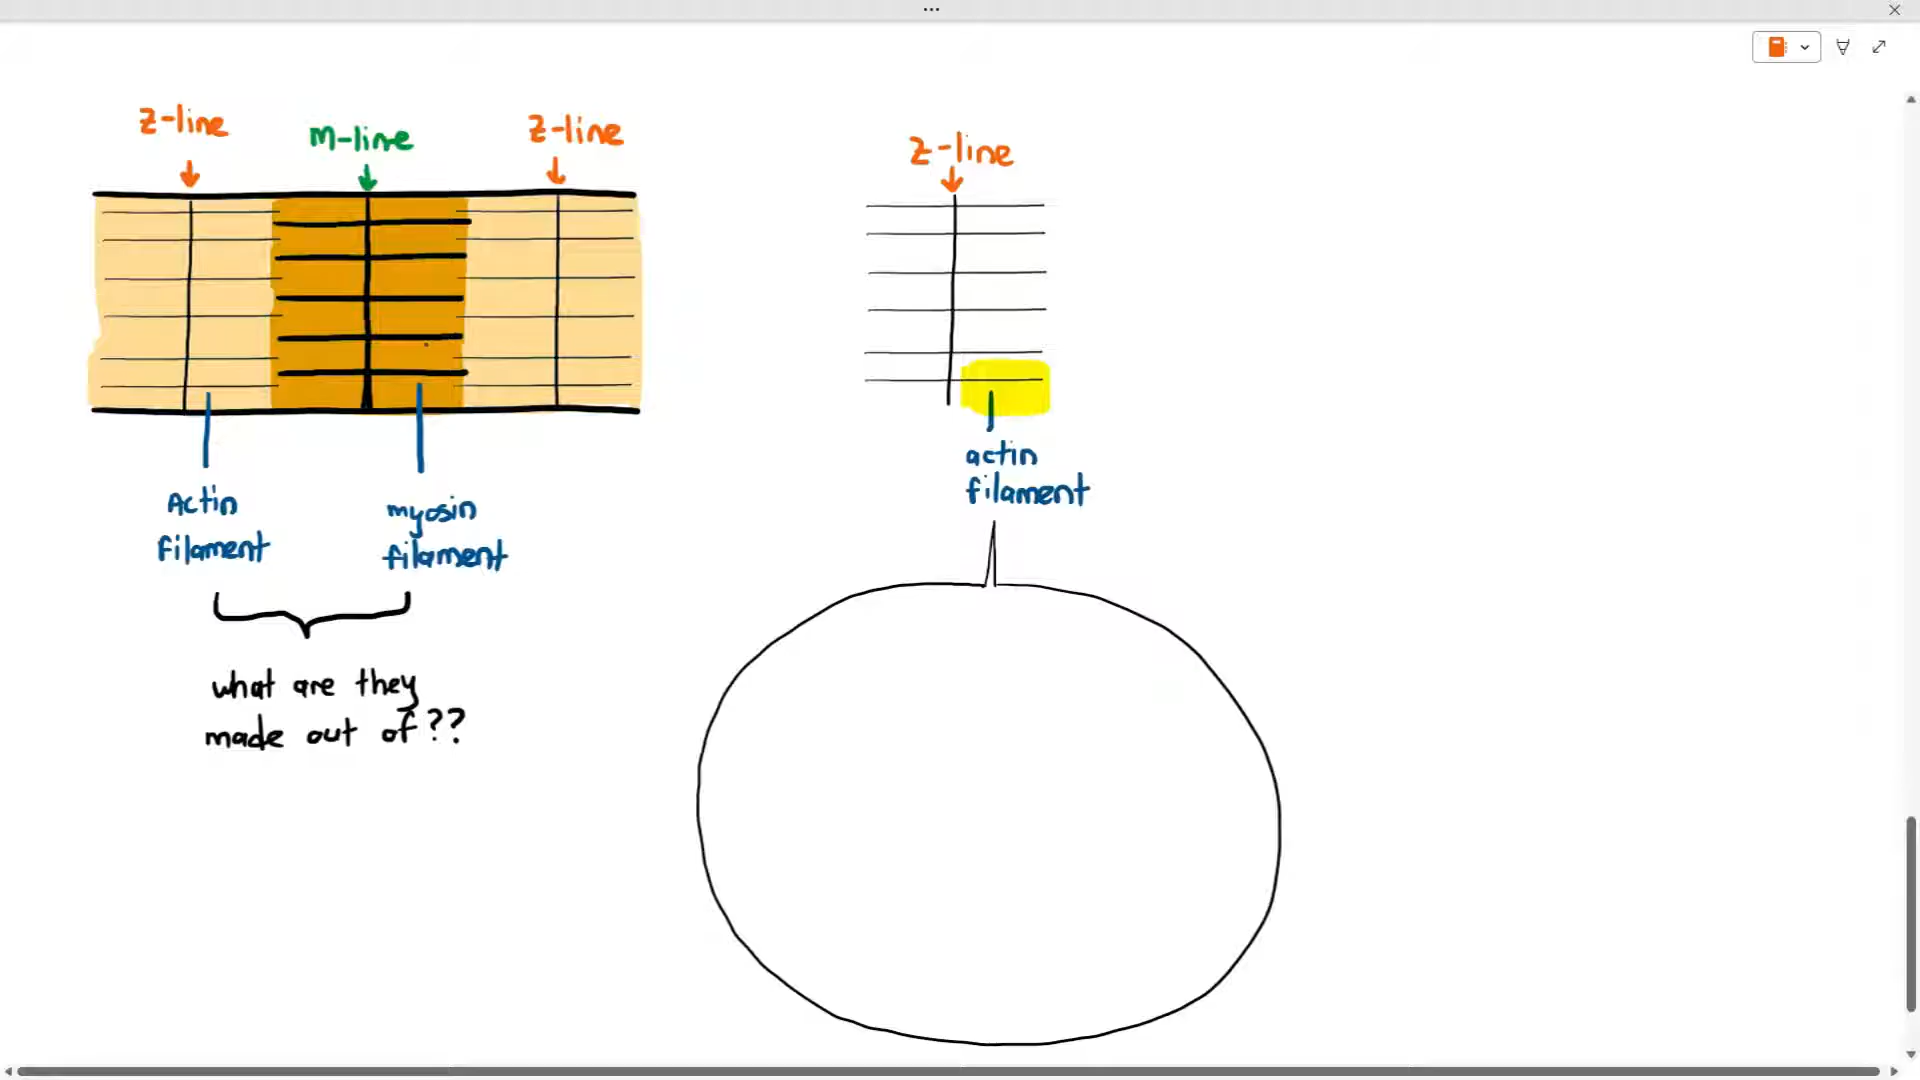 Z-line
M-line
Z-line
Z-line
Actin
filament
myosin
filament
what are they
made out of??
actin
filament